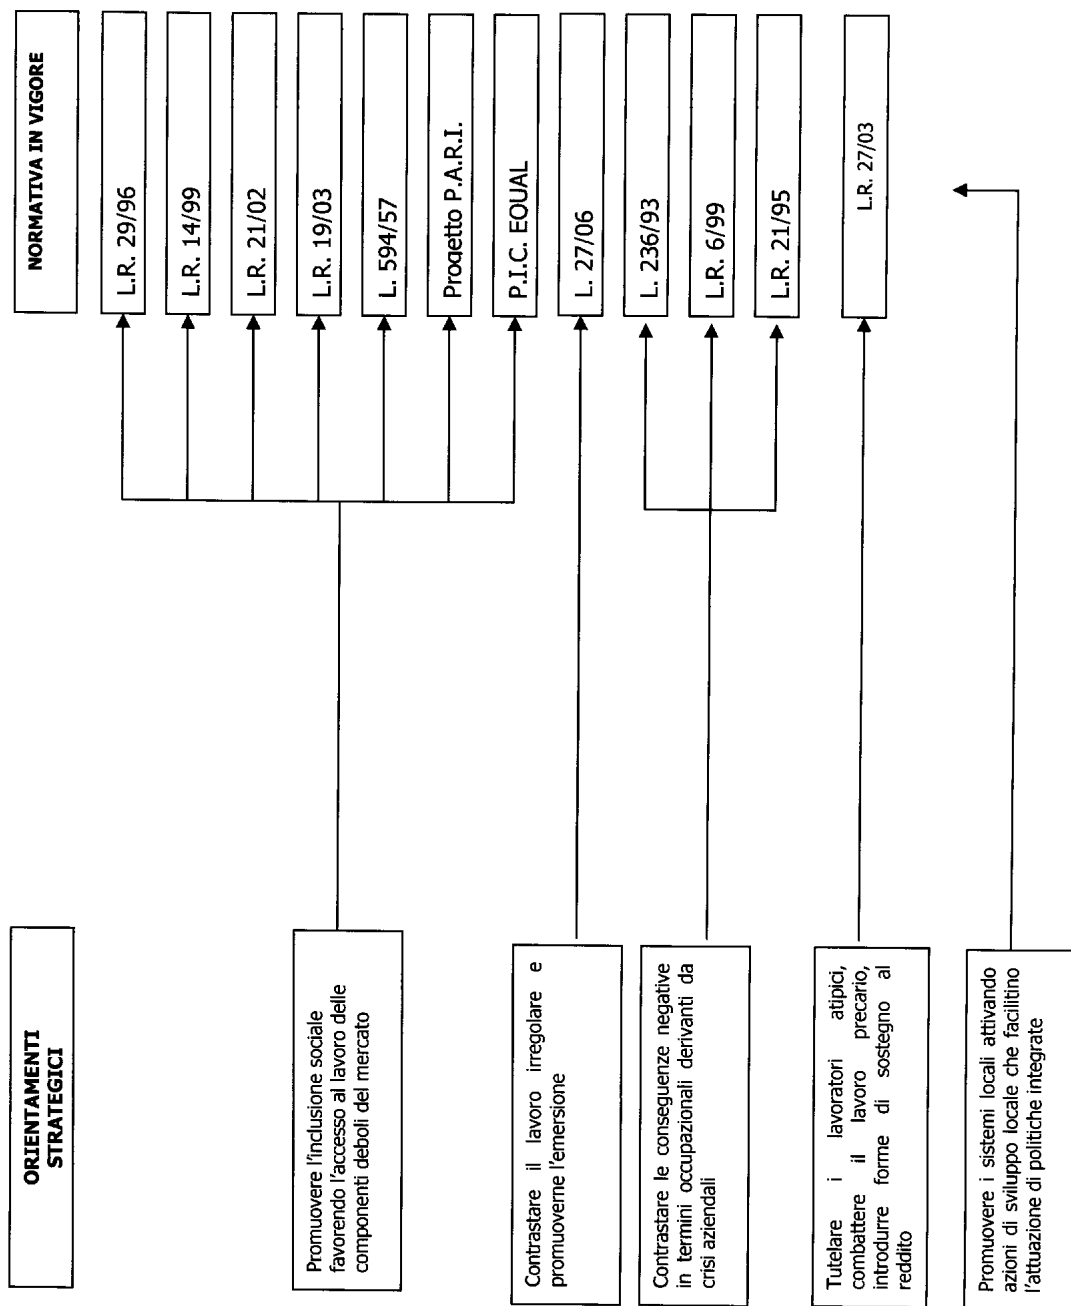 ORIENTAMENTI
STRATEGICI
NORMATIVA IN VIGORE
Promuovere l'inclusione sociale
favorendo l'accesso al lavoro delle
componenti deboli del mercato
L.R. 29/96
L.R. 14/99
L.R. 21/02
L.R. 19/03
L. 594/57
Progetto P.A.R.I.
P.I.C. EQUAL
Contrastare il lavoro irregolare e
promuoverne l'emersione
L. 27/06
Contrastare le conseguenze negative
in termini occupazionali derivanti da
crisi aziendali
L. 236/93
L.R. 6/99
L.R. 21/95
Tutelare i lavoratori atipici,
combattere il lavoro precario,
introdurre forme di sostegno al
reddito
L.R. 27/03
Promuovere i sistemi locali attivando
azioni di sviluppo locale che facilitino
l'attuazione di politiche integrate